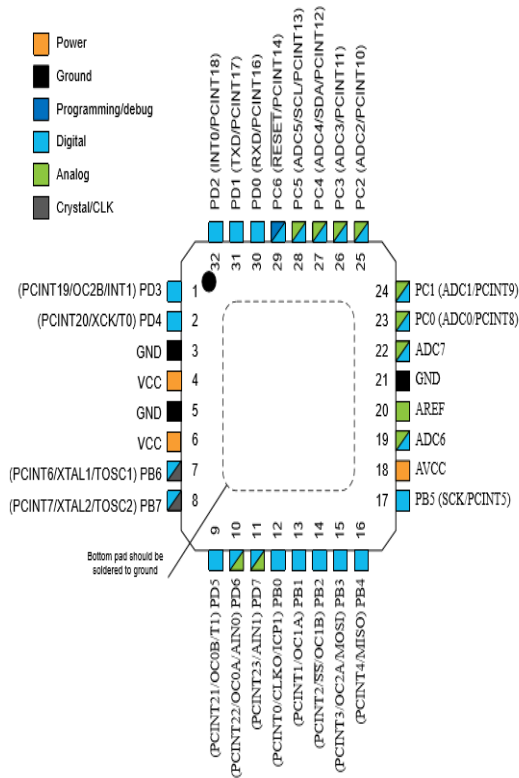 Power
Ground
Programming/debug
Digital
Analog
Crystal/CLK
PD2 (INT0/PCINT18)
PD1 (TXD/PCINT17)
PD0 (RXD/PCINT16)
PC6 (RESET/PCINT14)
PC5 (ADC5/SCL/PCINT13)
PC4 (ADC4/SDA/PCINT12)
PC3 (ADC3/PCINT11)
PC2 (ADC2/PCINT10)
32
31
30
29
28
27
26
25
(PCINT19/OC2B/INT1) PD3
1
(PCINT20/XCK/T0) PD4
2
GND
3
VCC
4
GND
5
VCC
6
(PCINT6/XTAL1/TOSC1) PB6
7
(PCINT7/XTAL2/TOSC2) PB7
8
24
PC1 (ADC1/PCINT9)
23
PC0 (ADC0/PCINT8)
22
ADC7
21
GND
20
AREF
19
ADC6
18
AVCC
17
PB5 (SCK/PCINT5)
9
10
11
12
13
14
15
16
Bottom pad should be
soldered to ground
(PCINT21/OC0B/T1) PD5
(PCINT22/OC0A/AIN0) PD6
(PCINT23/AIN1) PD7
(PCINT0/CLKO/ICP1) PB0
(PCINT1/OC1A) PB1
(PCINT2/SS/OC1B) PB2
(PCINT3/OC2A/MOSI) PB3
(PCINT4/MISO) PB4